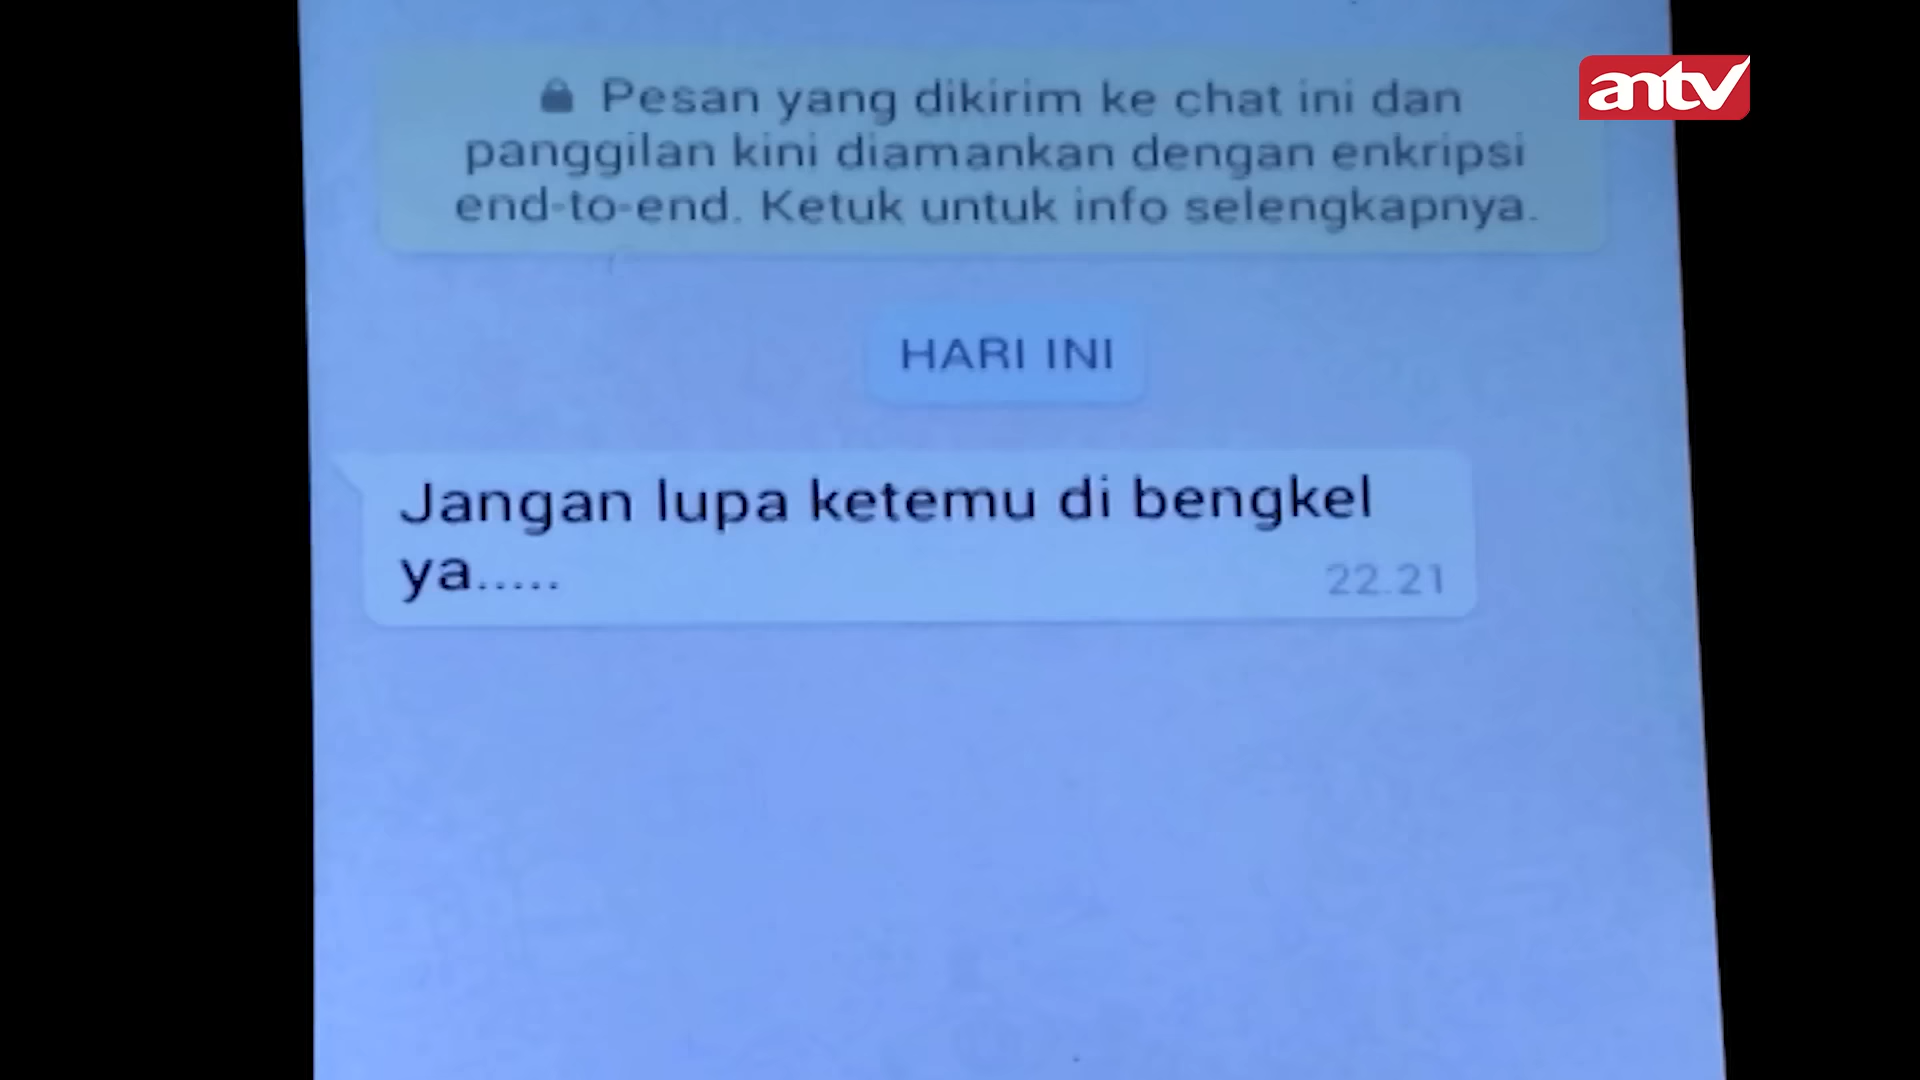 antv
Pesan yang dikirim ke chat ini dan
panggilan kini diamankan dengan enkripsi
end-to-end. Ketuk untuk info selengkapnya.
HARI INI
Jangan lupa ketemu di bengkel
ya.....
22.21